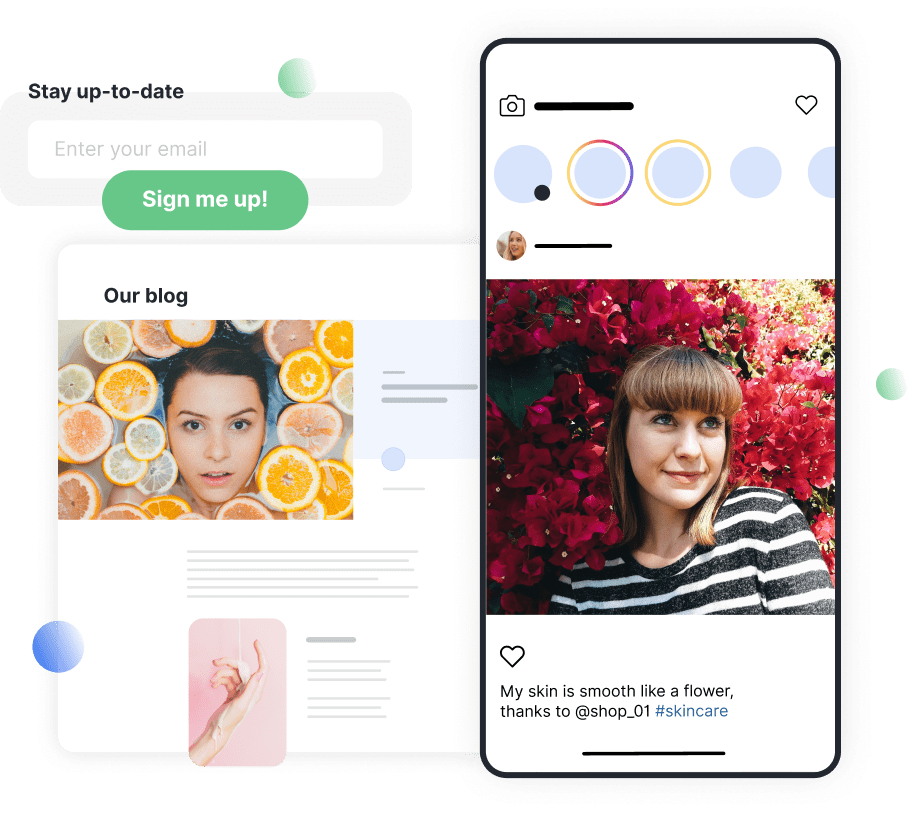 Stay up-to-date
Enter your email
Sign me up!
Our blog
My skin is smooth like a flower,
thanks to @shop_01 #skincare